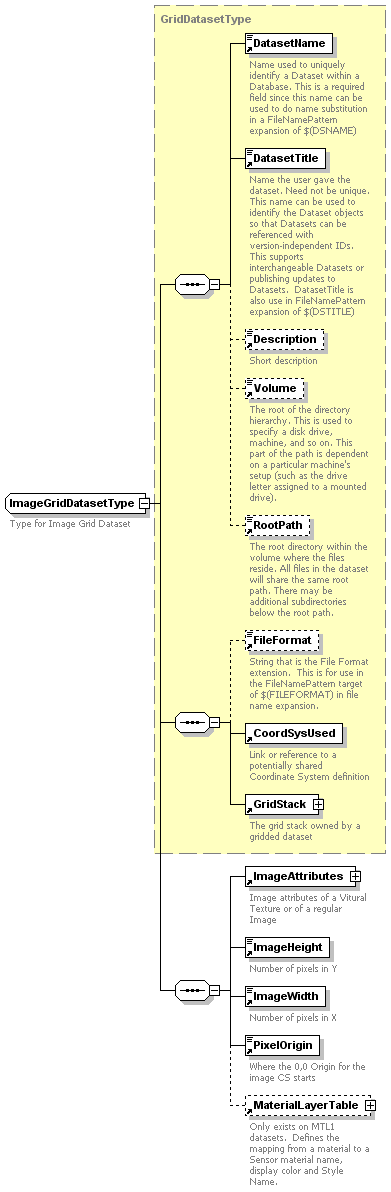 GridDatasetType
DatasetName
Name used to uniquely
identify a Dataset within a
Database. This is a required
field since this name can be
used to do name substitution
in a FileNamePattern
expansion of $(DSNAME)
DatasetTitle
Name the user gave the
dataset. Need not be unique.
This name can be used to
identify the Dataset objects
so that Datasets can be
referenced with
version-independent IDs.
This supports
interchangeable Datasets or
publishing updates to
Datasets. DatasetTitle is
also use in FileNamePattern
expansion of $(DSTITLE)
Description
Short description
Volume
The root of the directory
hierarchy. This is used to
specify a disk drive,
machine, and so on. This
part of the path is dependent
on a particular machine's
setup (such as the drive
letter assigned to a mounted
drive).
ImageGridDatasetType
Type for Image Grid Dataset
RootPath
The root directory within the
volume where the files
reside. All files in the dataset
will share the same root
path. There may be
additional subdirectories
below the root path.
FileFormat
String that is the File Format
extension. This is for use in
the FileNamePattern target
of $(FILEFORMAT) in file
name expansion.
CoordSysUsed
Link or reference to a
potentially shared
Coordinate System definition
GridStack
The grid stack owned by a
gridded dataset
ImageAttributes
Image attributes of a Vitural
Texture or of a regular
Image
ImageHeight
Number of pixels in Y
ImageWidth
Number of pixels in X
PixelOrigin
Where the 0,0 Origin for the
image CS starts
MaterialLayerTable
Only exists on MTL1
datasets. Defines the
mapping from a material to a
Sensor material name,
display color and Style
Name.